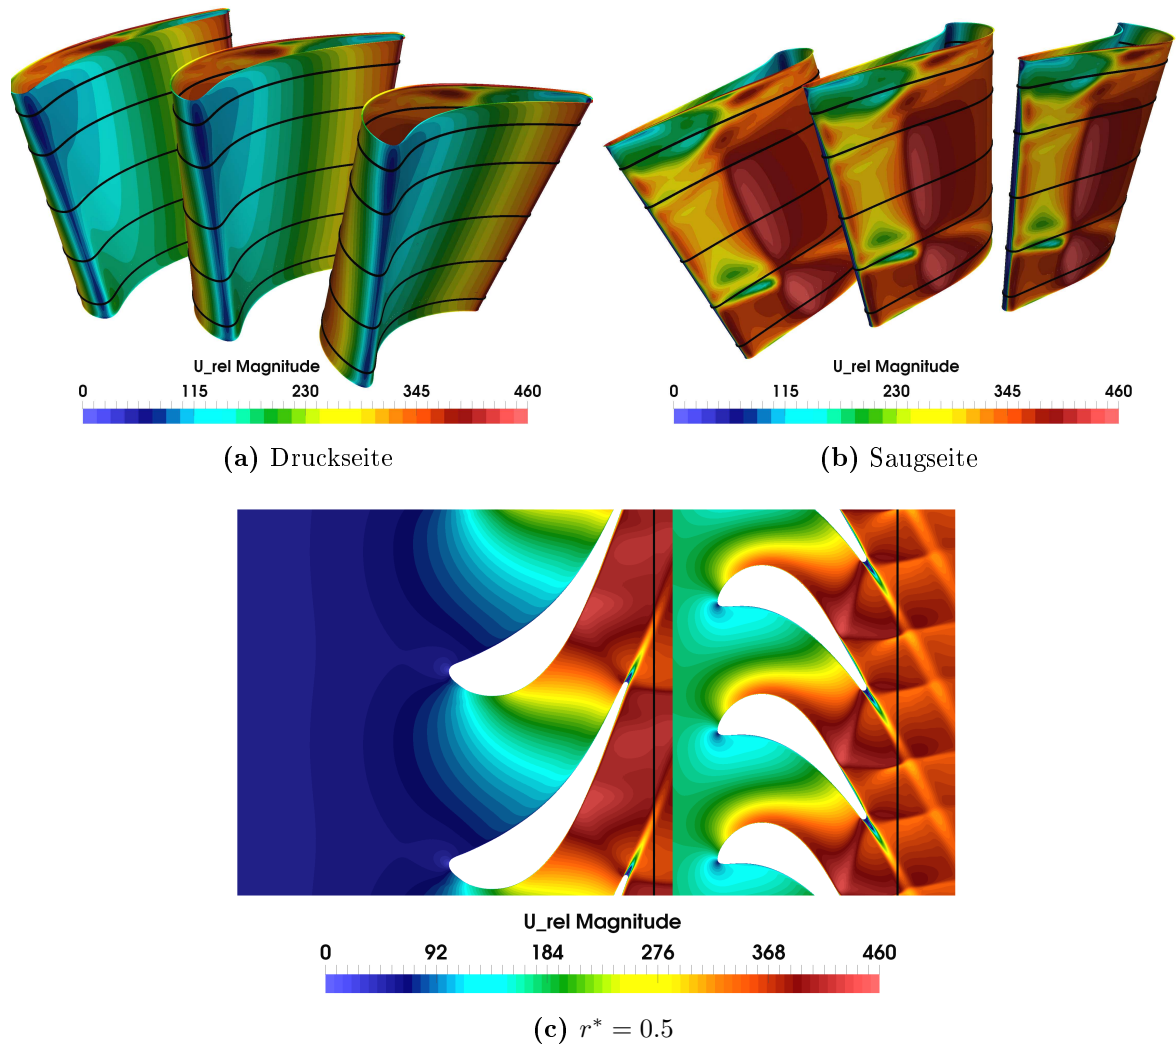 U_rel Magnitude
0 115 230 345 460
(a) Druckseite
U_rel Magnitude
0 115 230 345 460
(b) Saugseite
U_rel Magnitude
0 92 184 276 368 460
(c) r* = 0.5